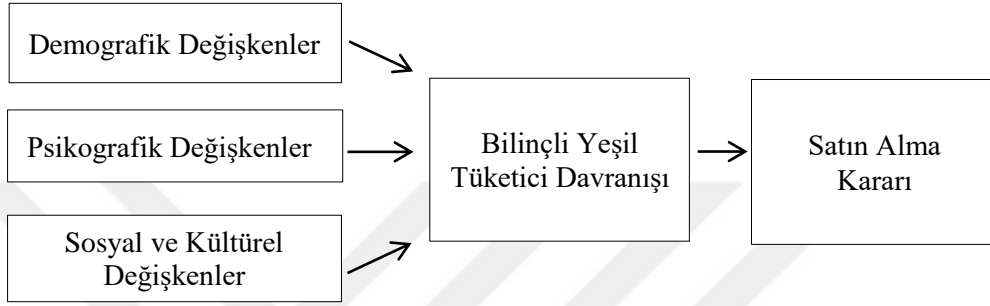 Demografik Değişkenler
Psikografik Değişkenler
Sosyal ve Kültürel
Değişkenler
Bilinçli Yeşil
Tüketici Davranışı
Satın Alma
Kararı